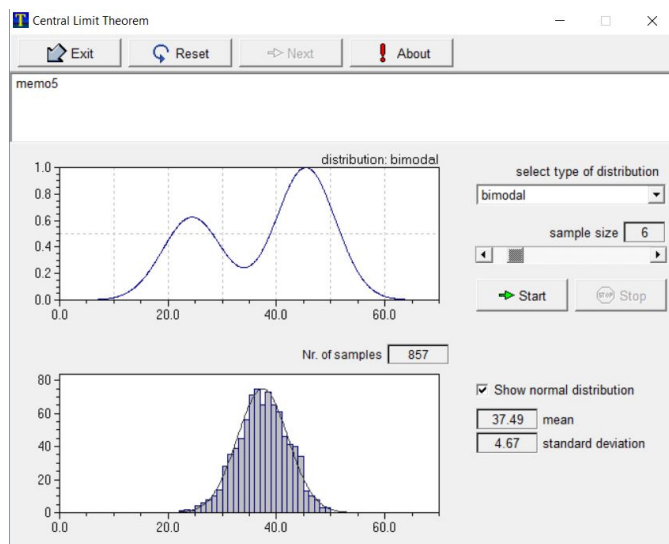 Central Limit Theorem
Exit Reset Next About
memo5
distribution: bimodal
1.0
0.8
0.6
0.4
0.2
0.0
0.0 20.0 40.0 60.0
select type of distribution
bimodal
sample size 6
Start STOP Stop
Nr. of samples 857
80
60
40
20
0
0.0 20.0 40.0 60.0
Show normal distribution
37.49 mean
4.67 standard deviation